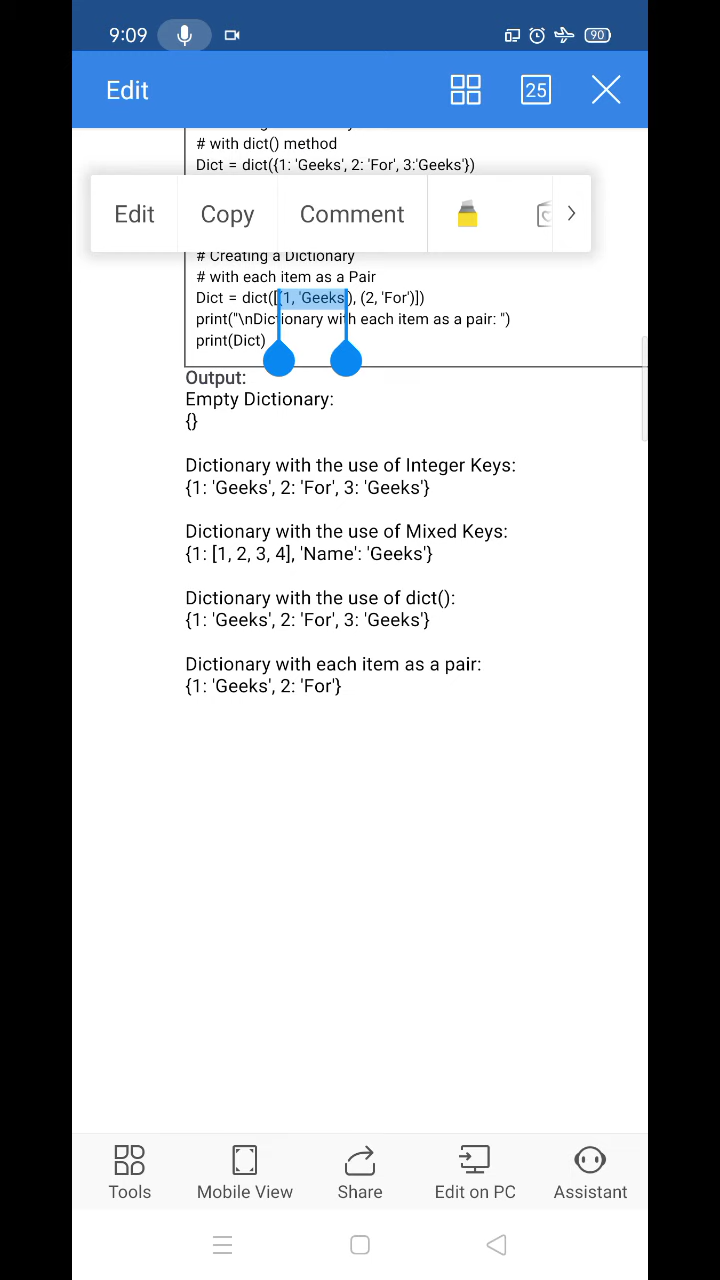 9:09
90
Edit
25
# with dict() method
Dict = dict({1: 'Geeks', 2: 'For', 3:'Geeks'})
Edit Copy Comment
# Creating a Dictionary
# with each item as a Pair
Dict = dict([(1, 'Geeks'), (2, 'For')])
print("\nDictionary with each item as a pair: ")
print(Dict)
Output:
Empty Dictionary:
{}
Dictionary with the use of Integer Keys:
{1: 'Geeks', 2: 'For', 3: 'Geeks'}
Dictionary with the use of Mixed Keys:
{1: [1, 2, 3, 4], 'Name': 'Geeks'}
Dictionary with the use of dict():
{1: 'Geeks', 2: 'For', 3: 'Geeks'}
Dictionary with each item as a pair:
{1: 'Geeks', 2: 'For'}
Tools Mobile View Share Edit on PC Assistant